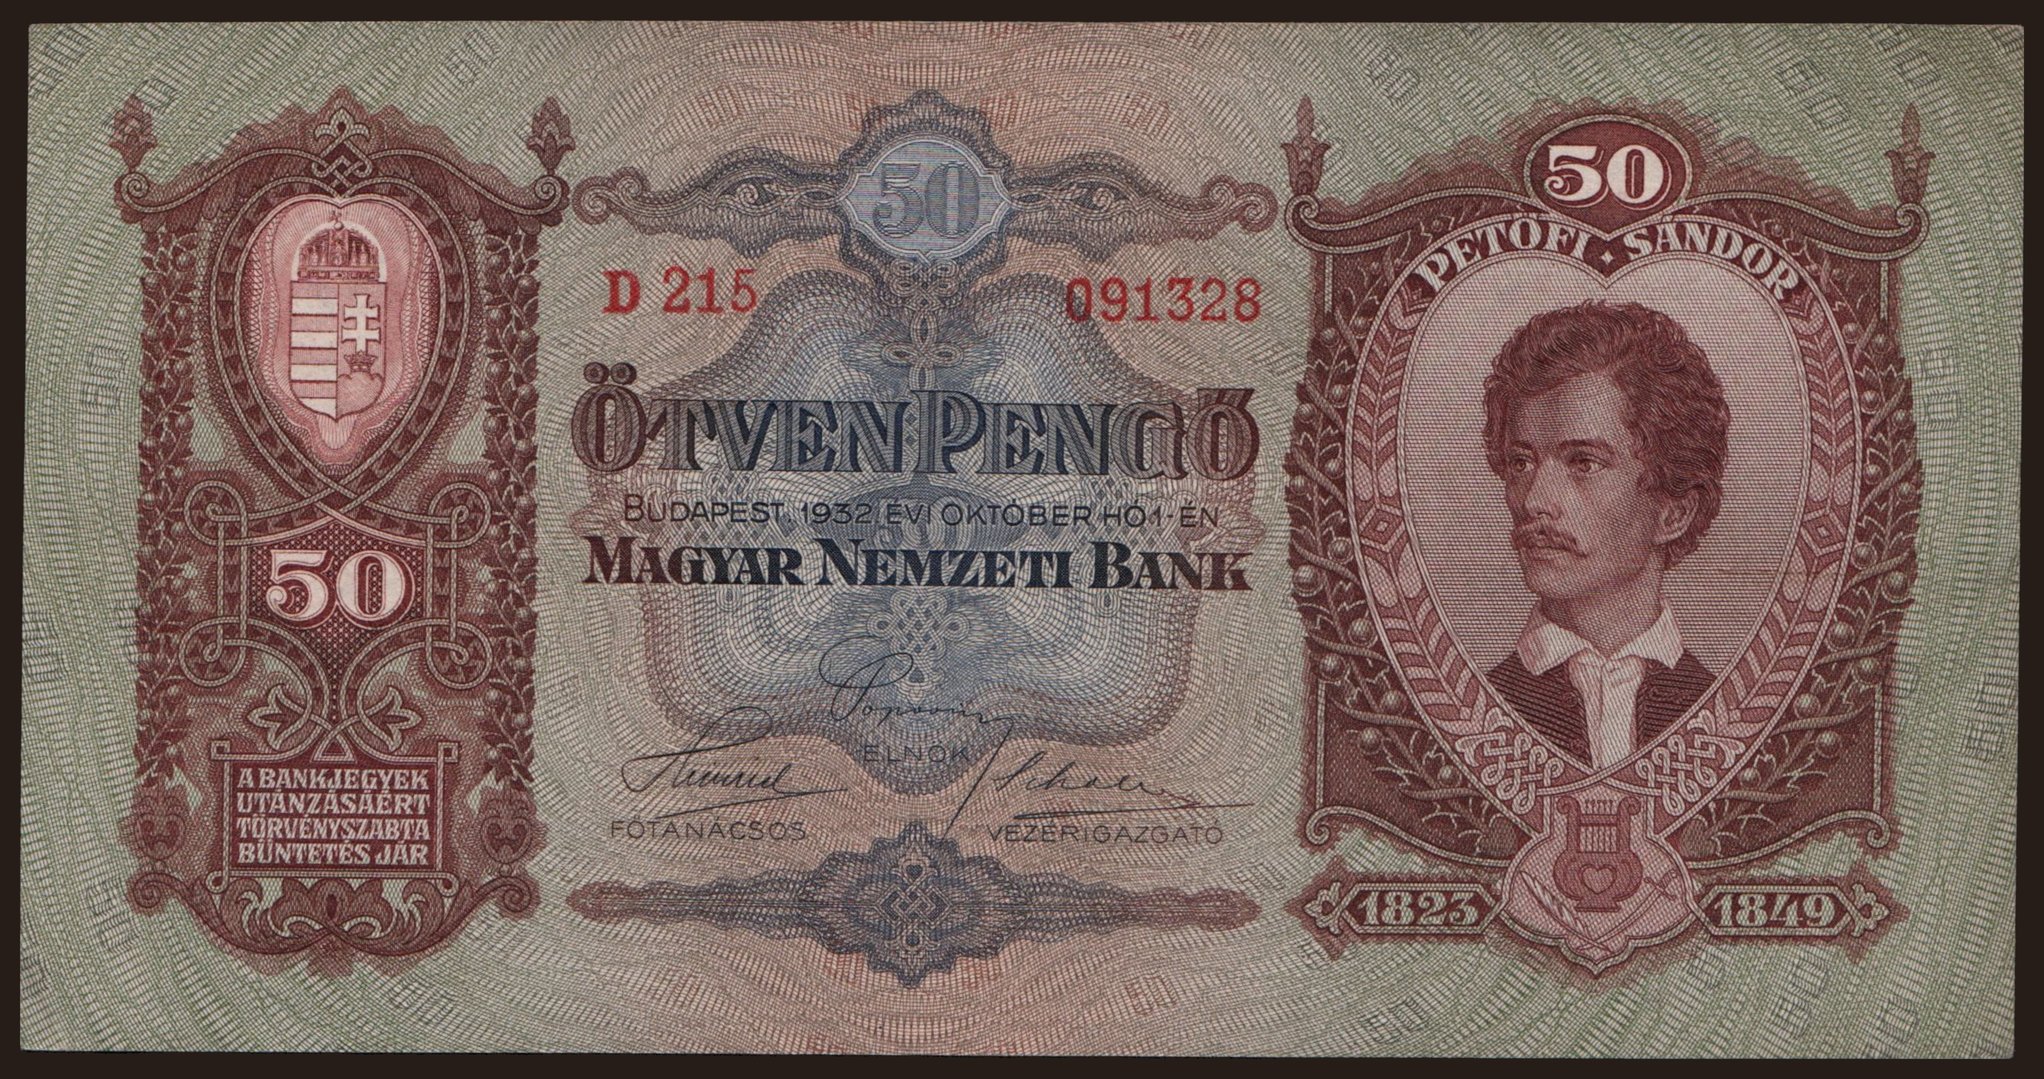 50
50
PETŐFI · SÁNDOR
D 215
091328
ÖTVEN PENGŐ
BUDAPEST, 1932 ÉVI OKTÓBER HÓ 1-ÉN
MAGYAR NEMZETI BANK
50
ELNÖK
FŐTANÁCSOS
VEZÉRIGAZGATÓ
A BANKJEGYEK
UTÁNZÁSÁÉRT
TÖRVÉNYSZABTA
BÜNTETÉS JÁR
1823
1849